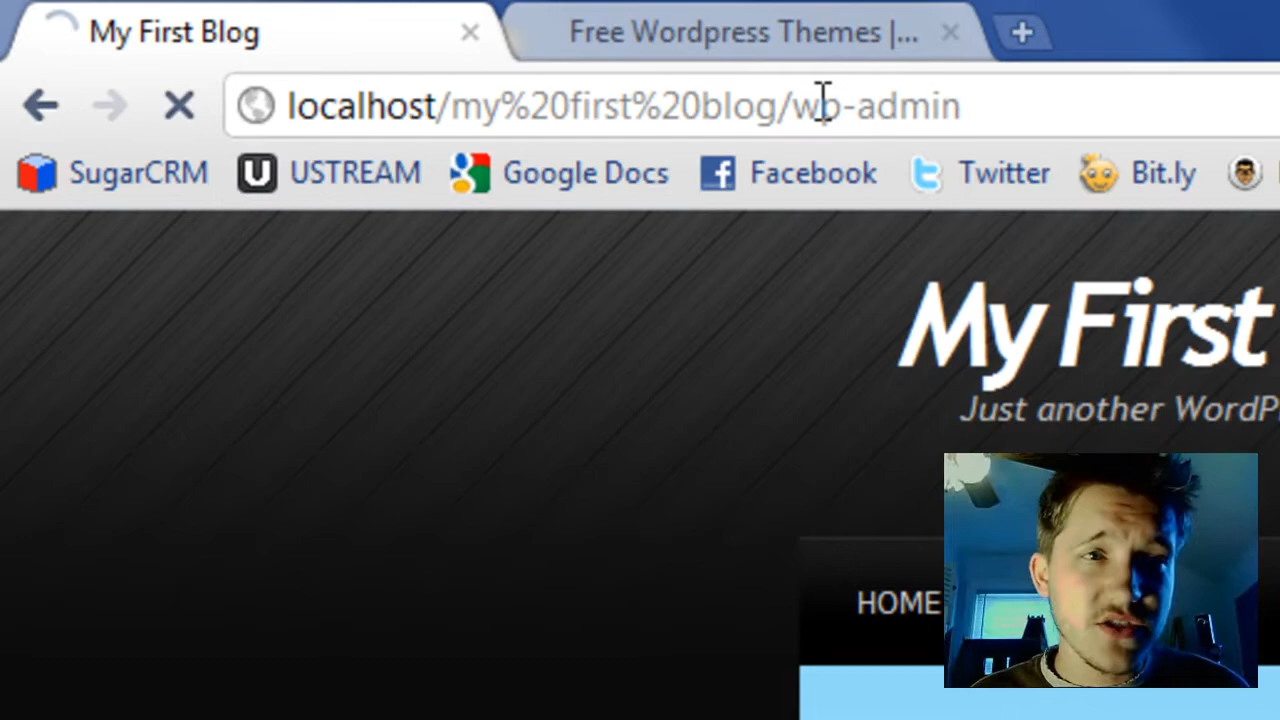 My First Blog
Free Wordpress Themes |...
localhost/my%20first%20blog/wp-admin
SugarCRM USTREAM Google Docs Facebook Twitter Bit.ly
My First
Just another WordP
HOME